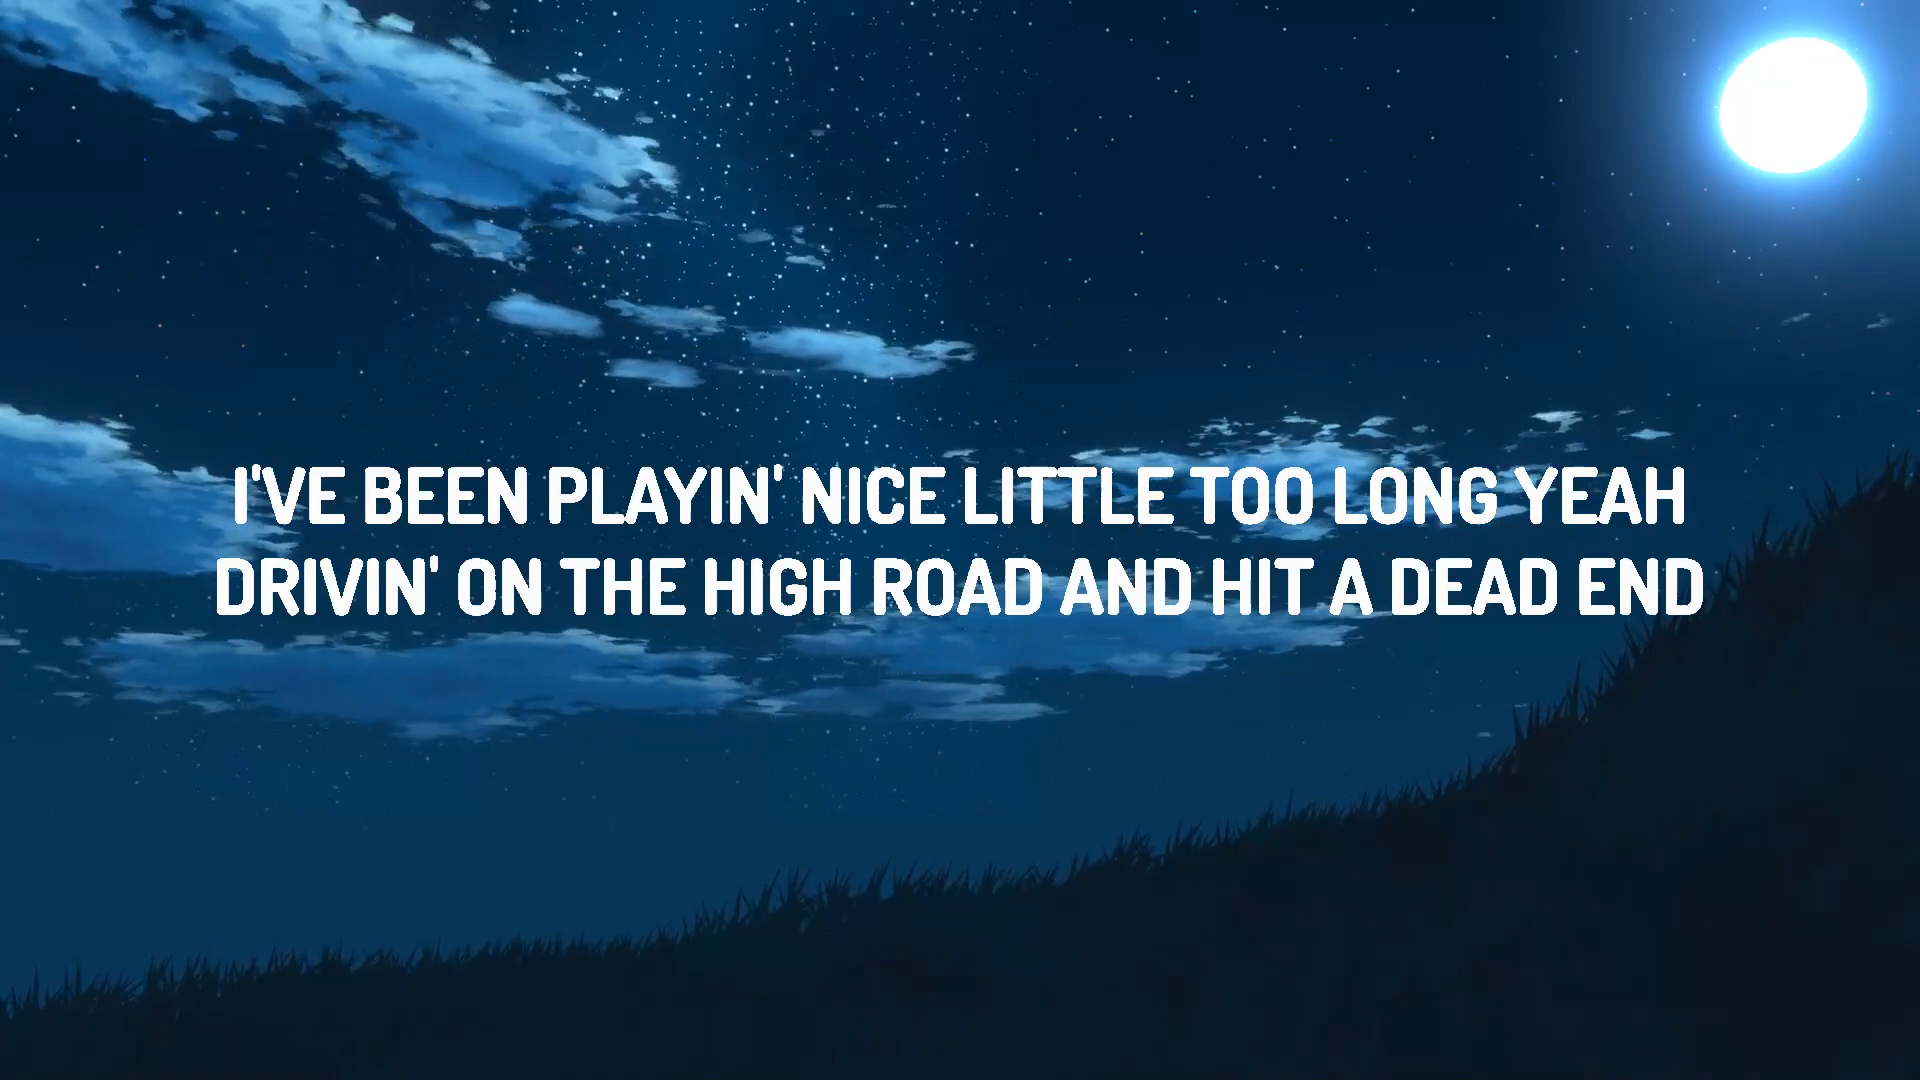 I'VE BEEN PLAYIN' NICE LITTLE TOO LONG YEAH
DRIVIN' ON THE HIGH ROAD AND HIT A DEAD END